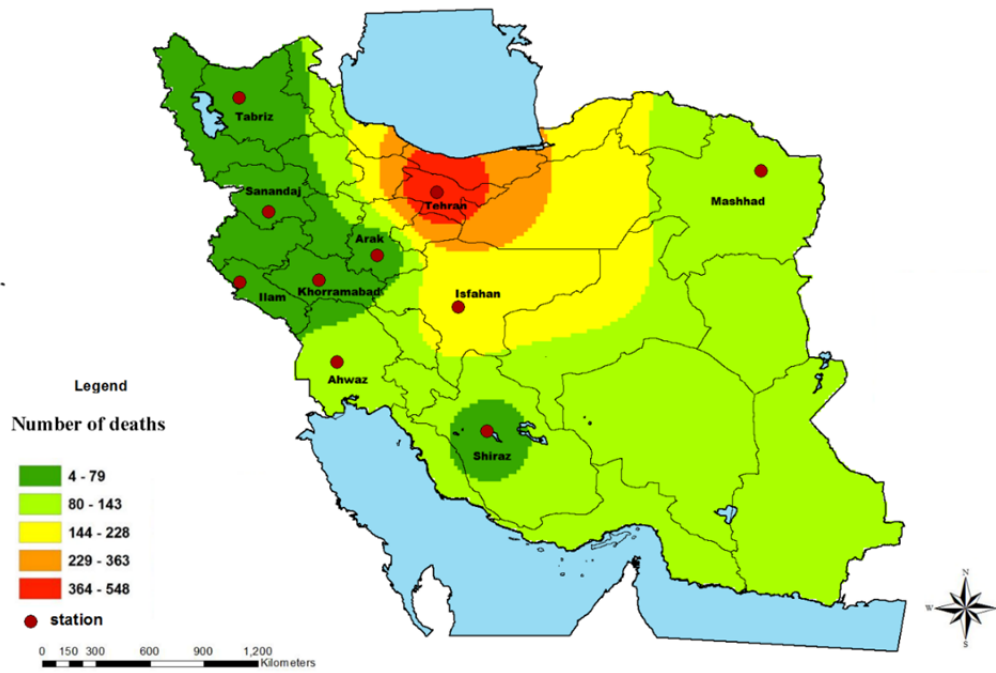 Tabriz
Sanandaj
Tehran
Mashhad
Arak
Ilam
Khorramabad
Isfahan
Ahwaz
Shiraz
Legend
Number of deaths
4 - 79
80 - 143
144 - 228
229 - 363
364 - 548
station
0 150 300 600 900 1,200
Kilometers
N
W
S